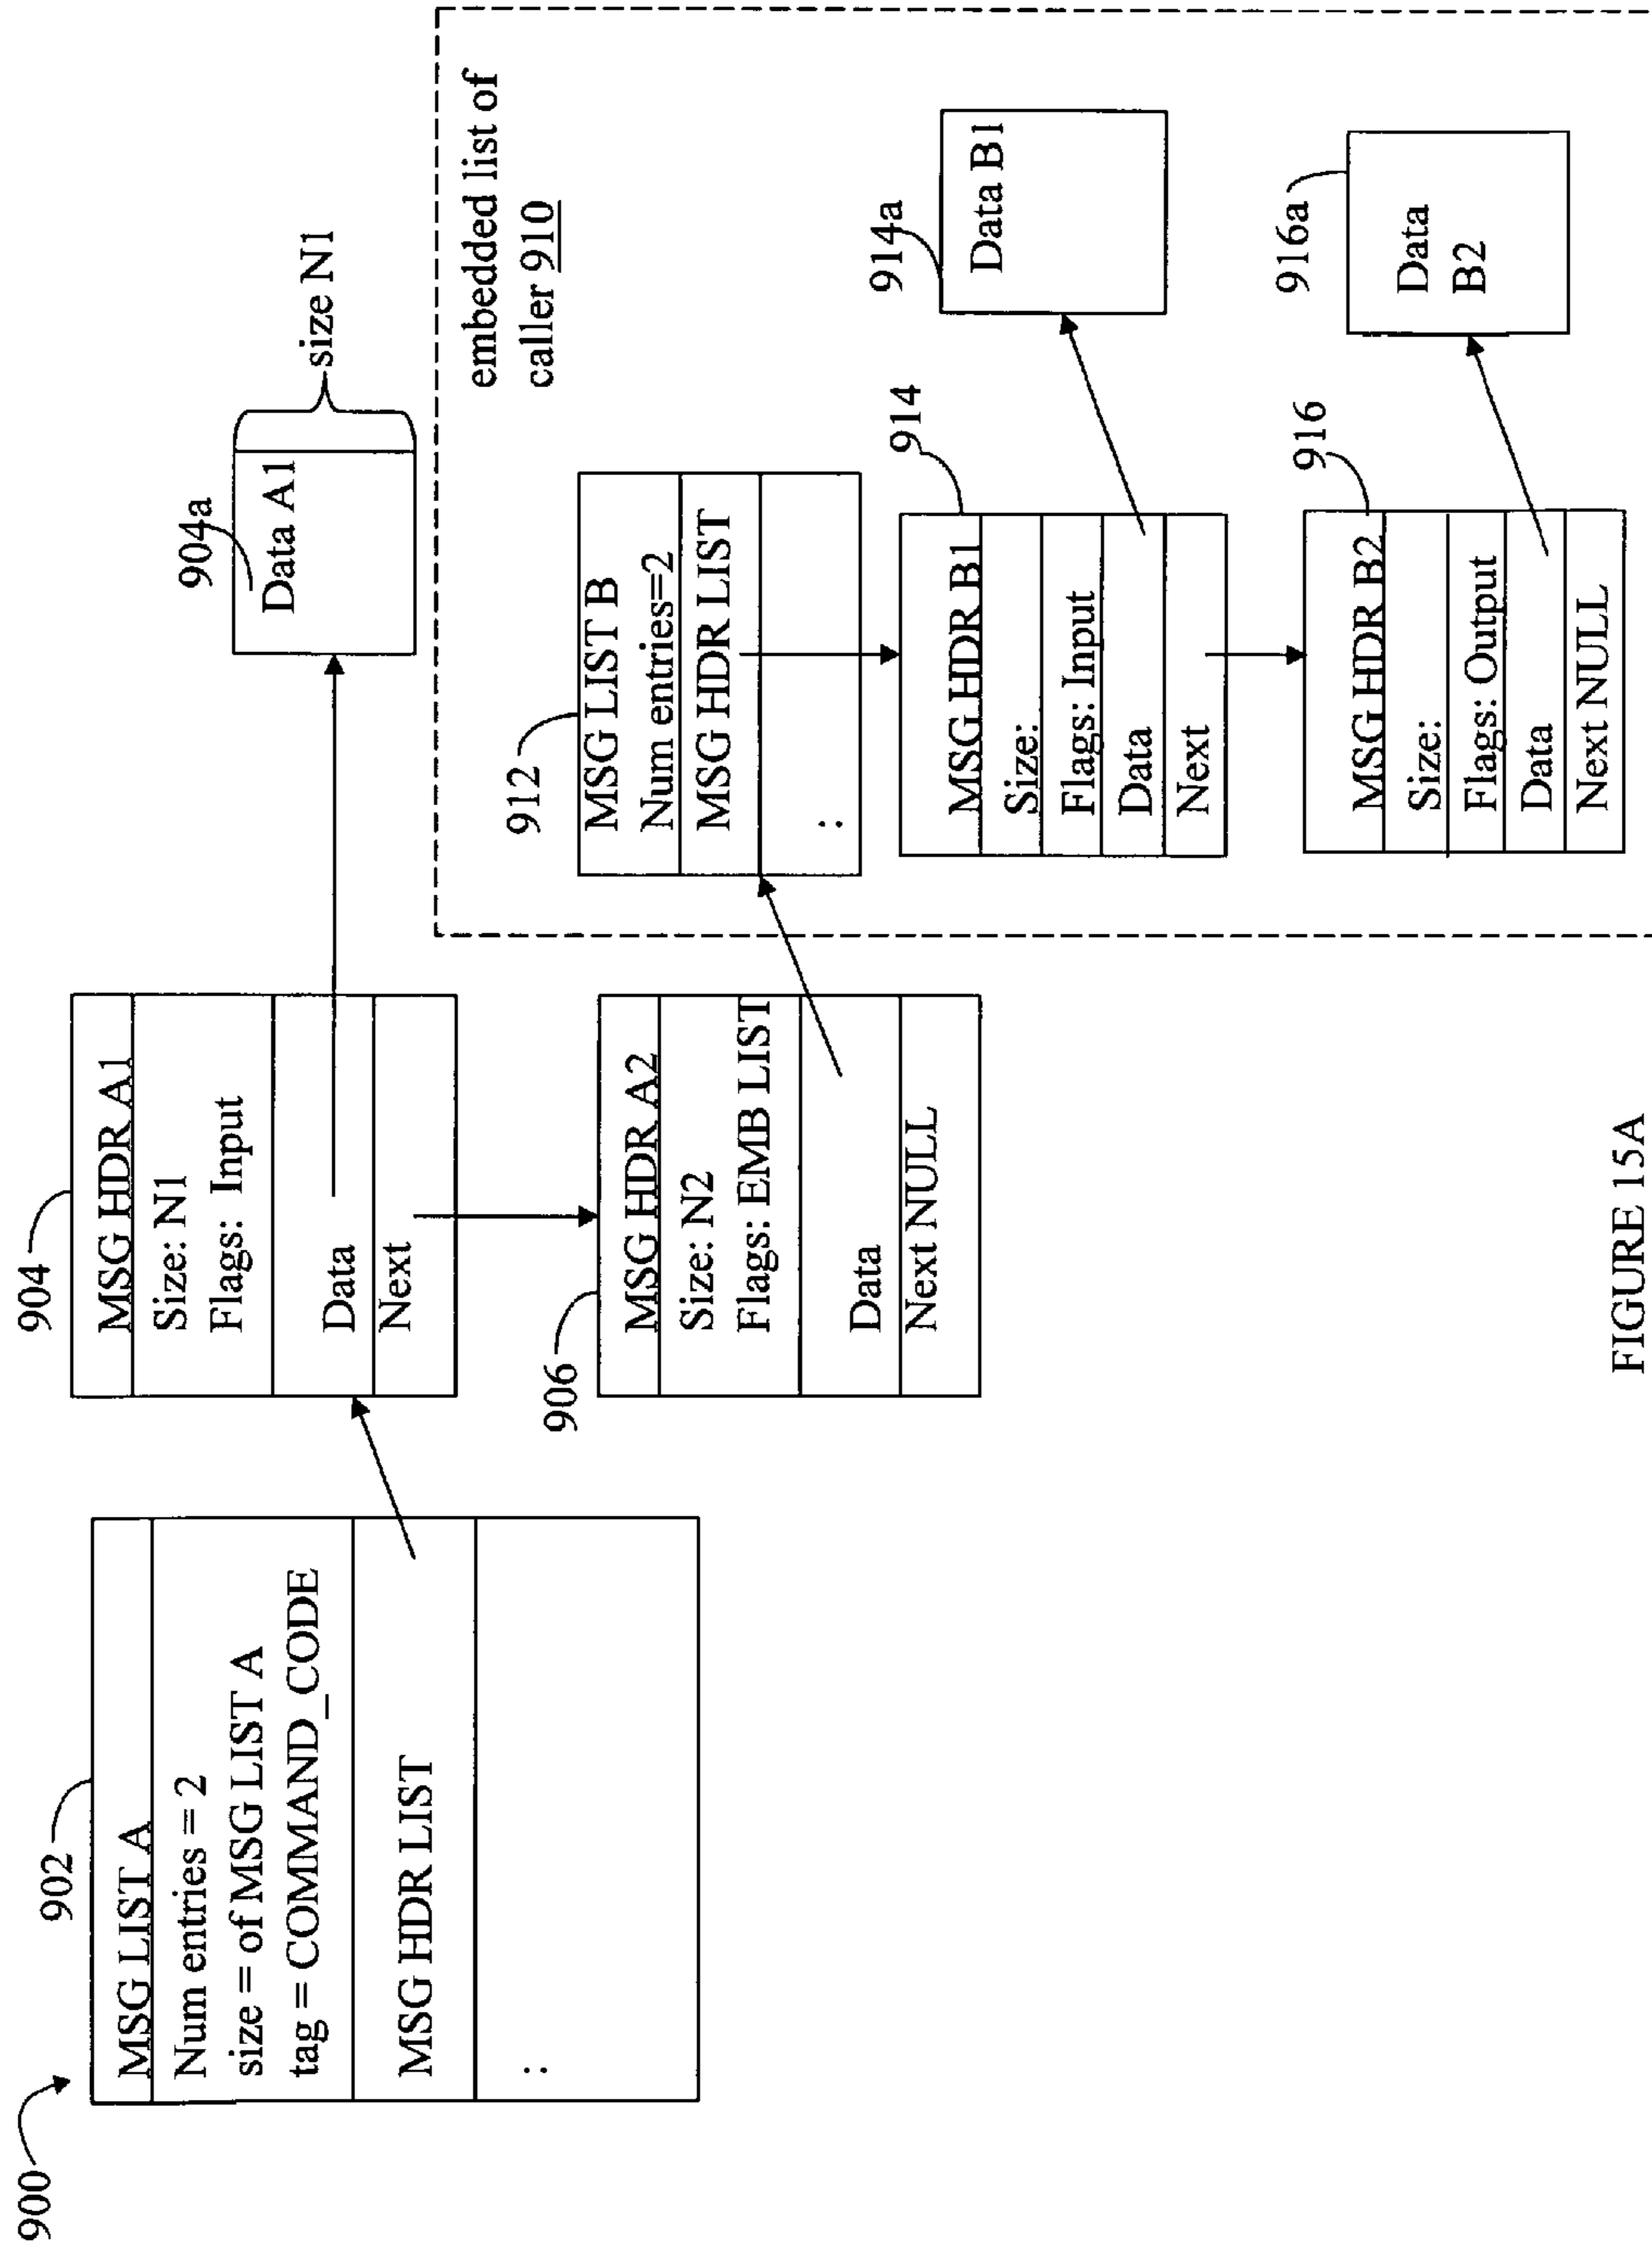 900
902
MSG LIST A
Num entries = 2
size = of MSG LIST A
tag = COMMAND_CODE
MSG HDR LIST
:
904
MSG HDR A1
Size: N1
Flags: Input
Data
Next
904a
Data A1
size N1
906
MSG HDR A2
Size: N2
Flags: EMB LIST
Data
Next NULL
embedded list of
caller 910
912
MSG LIST B
Num entries=2
MSG HDR LIST
:
914
MSG HDR B1
Size:
Flags: Input
Data
Next
914a
Data B1
916
MSG HDR B2
Size:
Flags: Output
Data
Next NULL
916a
Data
B2
FIGURE 15A